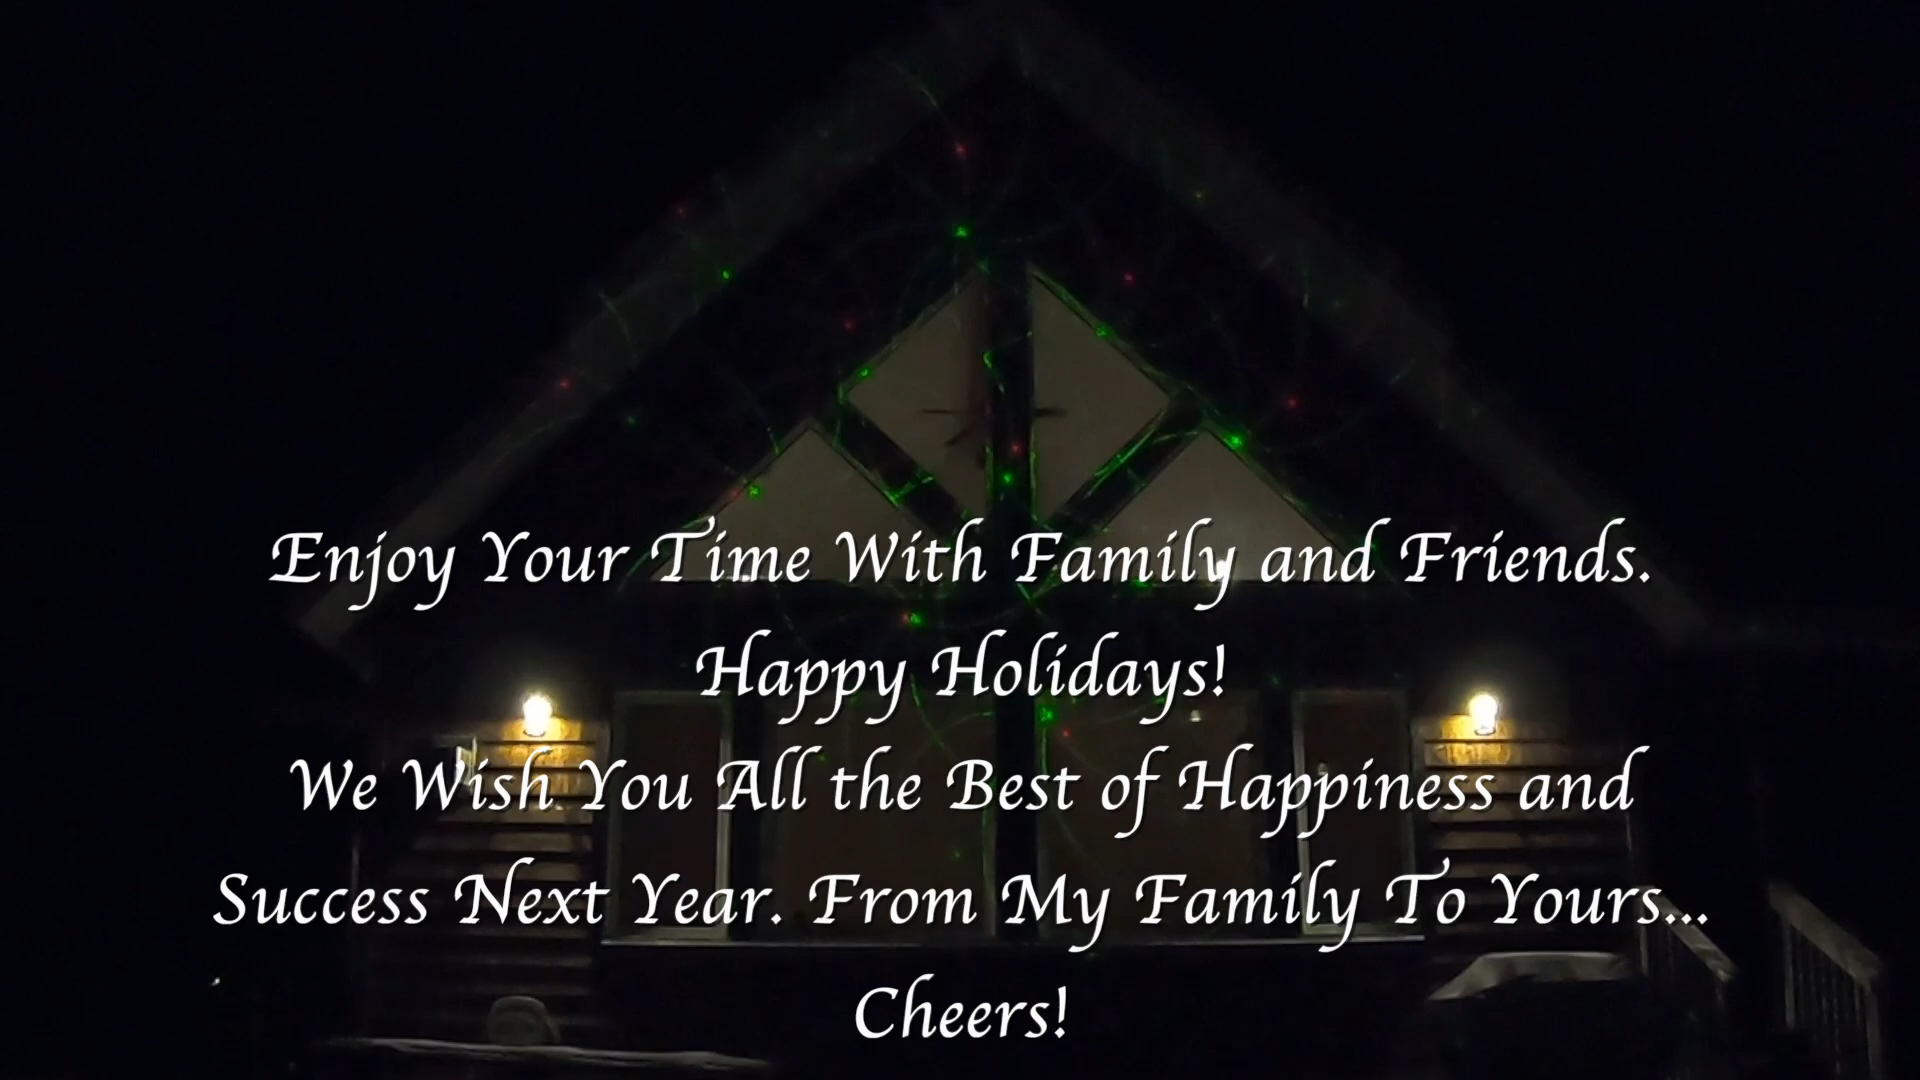 Enjoy Your Time With Family and Friends.
Happy Holidays!
We Wish You All the Best of Happiness and
Success Next Year. From My Family To Yours...
Cheers!